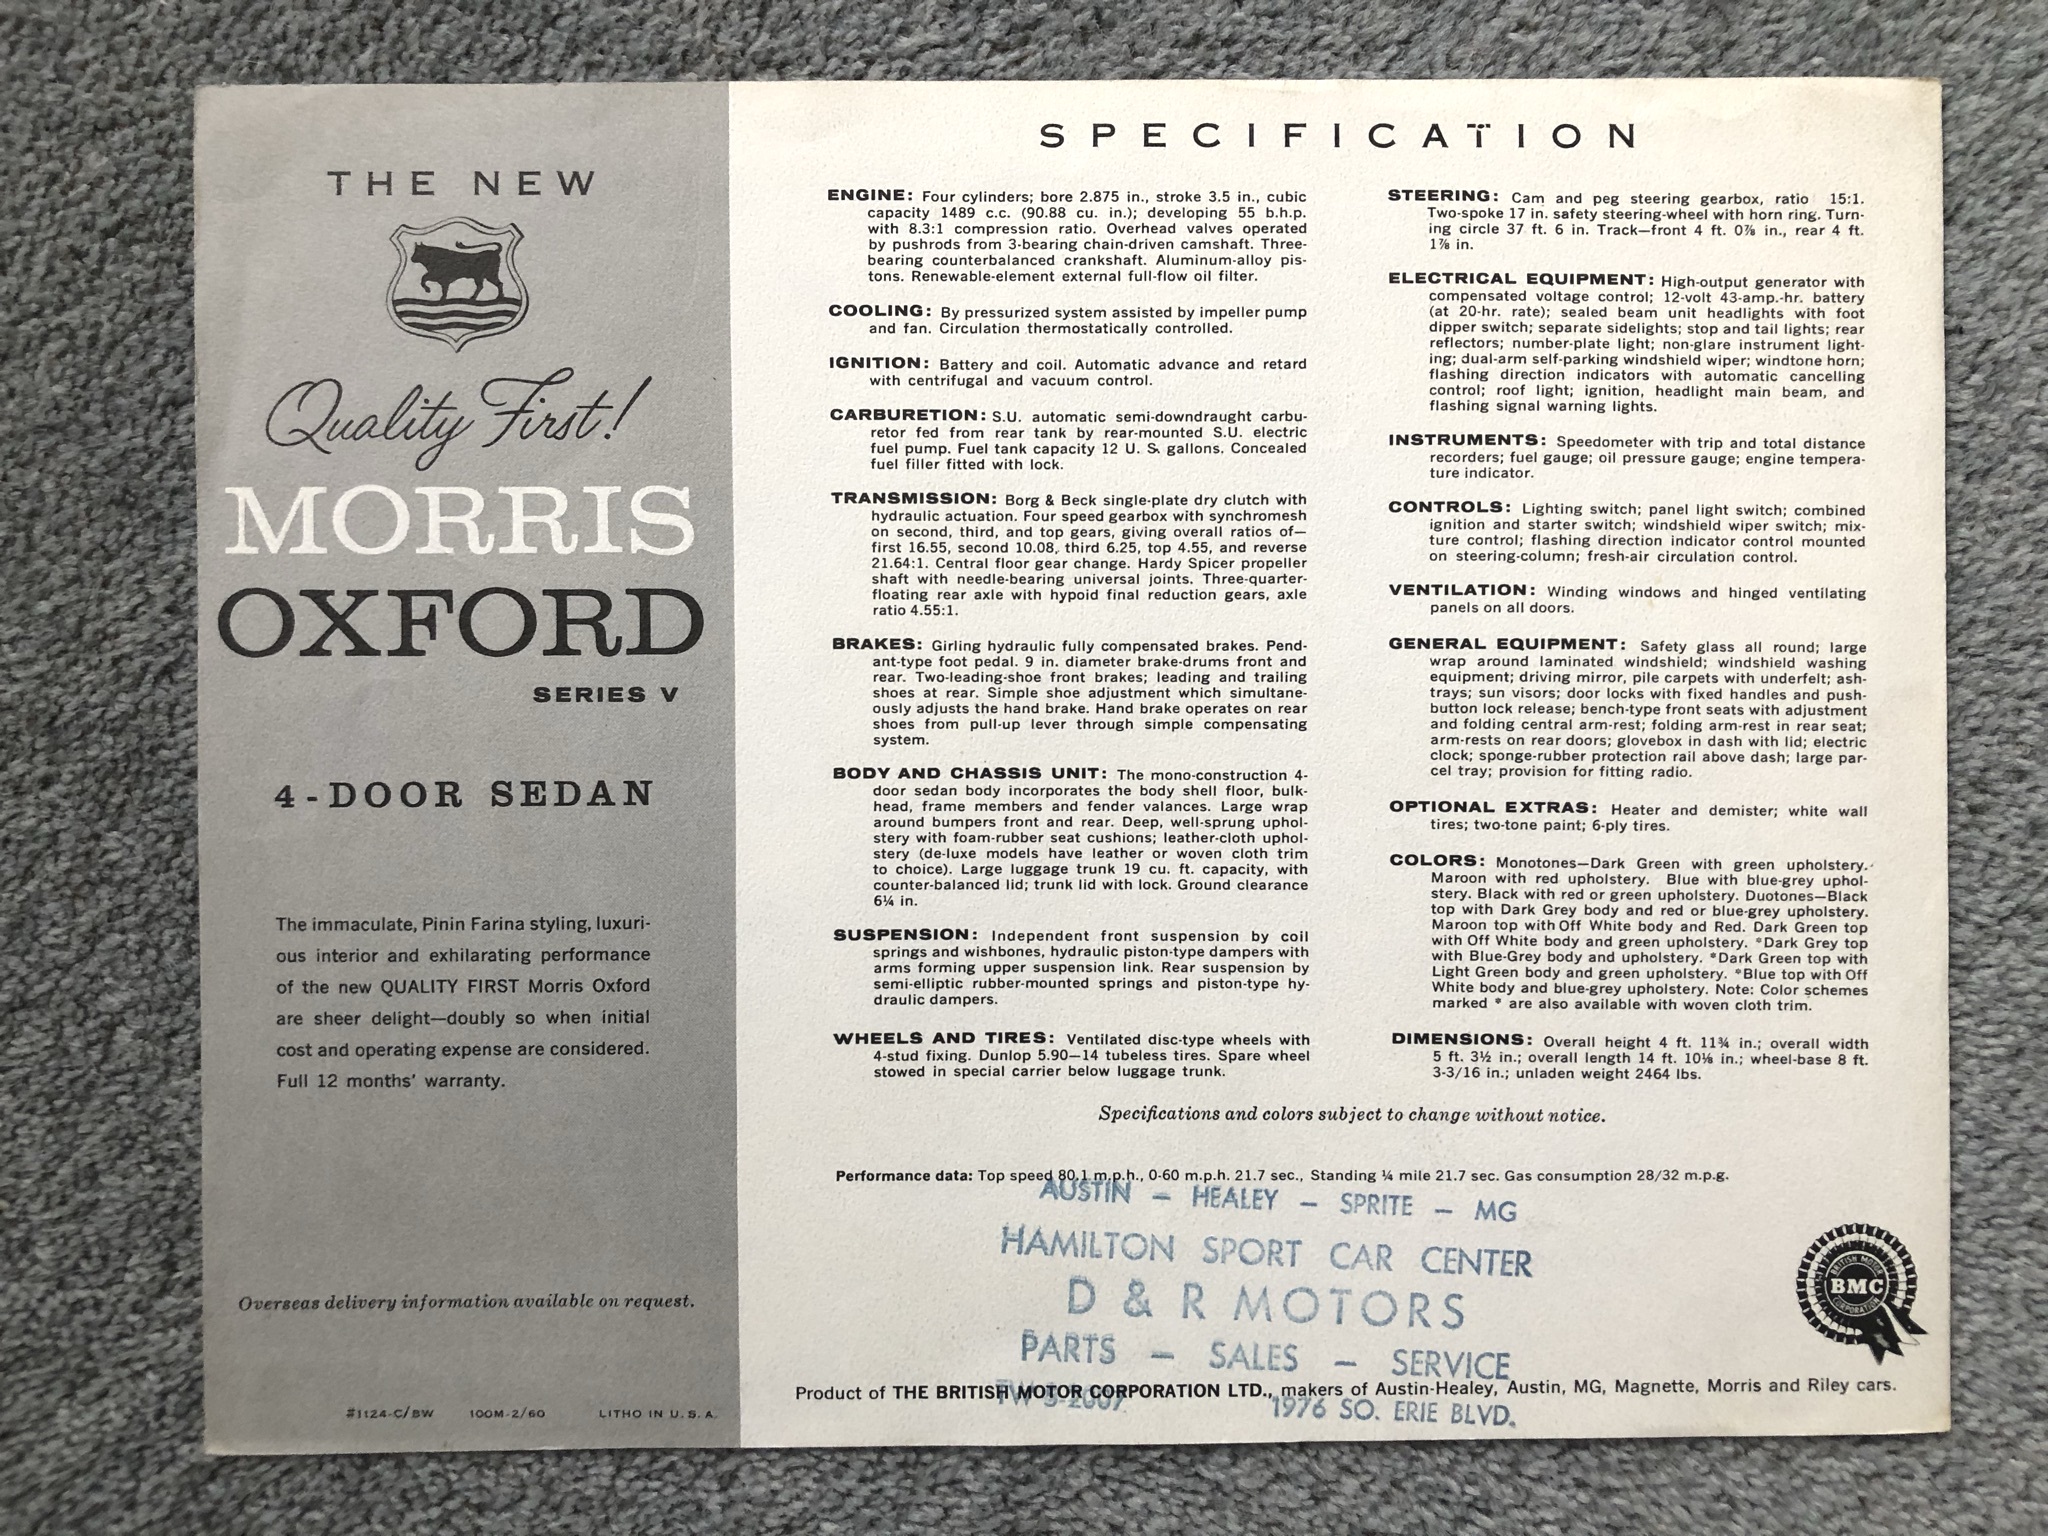 THE NEW
Quality First!
MORRIS
OXFORD
SERIES V
4-DOOR SEDAN
The immaculate, Pinin Farina styling, luxuri-
ous interior and exhilarating performance
of the new QUALITY FIRST Morris Oxford
are sheer delight—doubly so when initial
cost and operating expense are considered.
Full 12 months' warranty.
Overseas delivery information available on request.
#1124-C/BW 100M-2/60 LITHO IN U.S.A.
SPECIFICATION
ENGINE: Four cylinders; bore 2.875 in., stroke 3.5 in., cubic
capacity 1489 c.c. (90.88 cu. in.); developing 55 b.h.p.
with 8.3:1 compression ratio. Overhead valves operated
by pushrods from 3-bearing chain-driven camshaft. Three-
bearing counterbalanced crankshaft. Aluminum-alloy pis-
tons. Renewable-element external full-flow oil filter.
COOLING: By pressurized system assisted by impeller pump
and fan. Circulation thermostatically controlled.
IGNITION: Battery and coil. Automatic advance and retard
with centrifugal and vacuum control.
CARBURETION: S.U. automatic semi-downdraught carbu-
retor fed from rear tank by rear-mounted S.U. electric
fuel pump. Fuel tank capacity 12 U. S. gallons. Concealed
fuel filler fitted with lock.
TRANSMISSION: Borg & Beck single-plate dry clutch with
hydraulic actuation. Four speed gearbox with synchromesh
on second, third, and top gears, giving overall ratios of—
first 16.55, second 10.08, third 6.25, top 4.55, and reverse
21.64:1. Central floor gear change. Hardy Spicer propeller
shaft with needle-bearing universal joints. Three-quarter-
floating rear axle with hypoid final reduction gears, axle
ratio 4.55:1.
BRAKES: Girling hydraulic fully compensated brakes. Pend-
ant-type foot pedal. 9 in. diameter brake-drums front and
rear. Two-leading-shoe front brakes; leading and trailing
shoes at rear. Simple shoe adjustment which simultane-
ously adjusts the hand brake. Hand brake operates on rear
shoes from pull-up lever through simple compensating
system.
BODY AND CHASSIS UNIT: The mono-construction 4-
door sedan body incorporates the body shell floor, bulk-
head, frame members and fender valances. Large wrap
around bumpers front and rear. Deep, well-sprung uphol-
stery with foam-rubber seat cushions; leather-cloth uphol-
stery (de-luxe models have leather or woven cloth trim
to choice). Large luggage trunk 19 cu. ft. capacity, with
counter-balanced lid; trunk lid with lock. Ground clearance
6¼ in.
SUSPENSION: Independent front suspension by coil
springs and wishbones, hydraulic piston-type dampers with
arms forming upper suspension link. Rear suspension by
semi-elliptic rubber-mounted springs and piston-type hy-
draulic dampers.
WHEELS AND TIRES: Ventilated disc-type wheels with
4-stud fixing. Dunlop 5.90—14 tubeless tires. Spare wheel
stowed in special carrier below luggage trunk.
STEERING: Cam and peg steering gearbox, ratio 15:1.
Two-spoke 17 in. safety steering-wheel with horn ring. Turn-
ing circle 37 ft. 6 in. Track—front 4 ft. 0⅞ in., rear 4 ft.
1⅞ in.
ELECTRICAL EQUIPMENT: High-output generator with
compensated voltage control; 12-volt 43-amp.-hr. battery
(at 20-hr. rate); sealed beam unit headlights with foot
dipper switch; separate sidelights; stop and tail lights; rear
reflectors; number-plate light; non-glare instrument light-
ing; dual-arm self-parking windshield wiper; windtone horn;
flashing direction indicators with automatic cancelling
control; roof light; ignition, headlight main beam, and
flashing signal warning lights.
INSTRUMENTS: Speedometer with trip and total distance
recorders; fuel gauge; oil pressure gauge; engine tempera-
ture indicator.
CONTROLS: Lighting switch; panel light switch; combined
ignition and starter switch; windshield wiper switch; mix-
ture control; flashing direction indicator control mounted
on steering-column; fresh-air circulation control.
VENTILATION: Winding windows and hinged ventilating
panels on all doors.
GENERAL EQUIPMENT: Safety glass all round; large
wrap around laminated windshield; windshield washing
equipment; driving mirror, pile carpets with underfelt; ash-
trays; sun visors; door locks with fixed handles and push-
button lock release; bench-type front seats with adjustment
and folding central arm-rest; folding arm-rest in rear seat;
arm-rests on rear doors; glovebox in dash with lid; electric
clock; sponge-rubber protection rail above dash; large par-
cel tray; provision for fitting radio.
OPTIONAL EXTRAS: Heater and demister; white wall
tires; two-tone paint; 6-ply tires.
COLORS: Monotones—Dark Green with green upholstery.
Maroon with red upholstery. Blue with blue-grey uphol-
stery. Black with red or green upholstery. Duotones—Black
top with Dark Grey body and red or blue-grey upholstery.
Maroon top with Off White body and Red. Dark Green top
with Off White body and green upholstery. *Dark Grey top
with Blue-Grey body and upholstery. *Dark Green top with
Light Green body and green upholstery. *Blue top with Off
White body and blue-grey upholstery. Note: Color schemes
marked * are also available with woven cloth trim.
DIMENSIONS: Overall height 4 ft. 11¾ in.; overall width
5 ft. 3½ in.; overall length 14 ft. 10⅛ in.; wheel-base 8 ft.
3-3/16 in.; unladen weight 2464 lbs.
Specifications and colors subject to change without notice.
Performance data: Top speed 80.1 m.p.h., 0-60 m.p.h. 21.7 sec., Standing ¼ mile 21.7 sec. Gas consumption 28/32 m.p.g.
AUSTIN — HEALEY — SPRITE — MG
HAMILTON SPORT CAR CENTER
D & R MOTORS
PARTS — SALES — SERVICE
BRITISH MOTOR
BMC
CORPORATION
Product of THE BRITISH MOTOR CORPORATION LTD., makers of Austin-Healey, Austin, MG, Magnette, Morris and Riley cars.
TW 5-2007
1976 SO. ERIE BLVD.